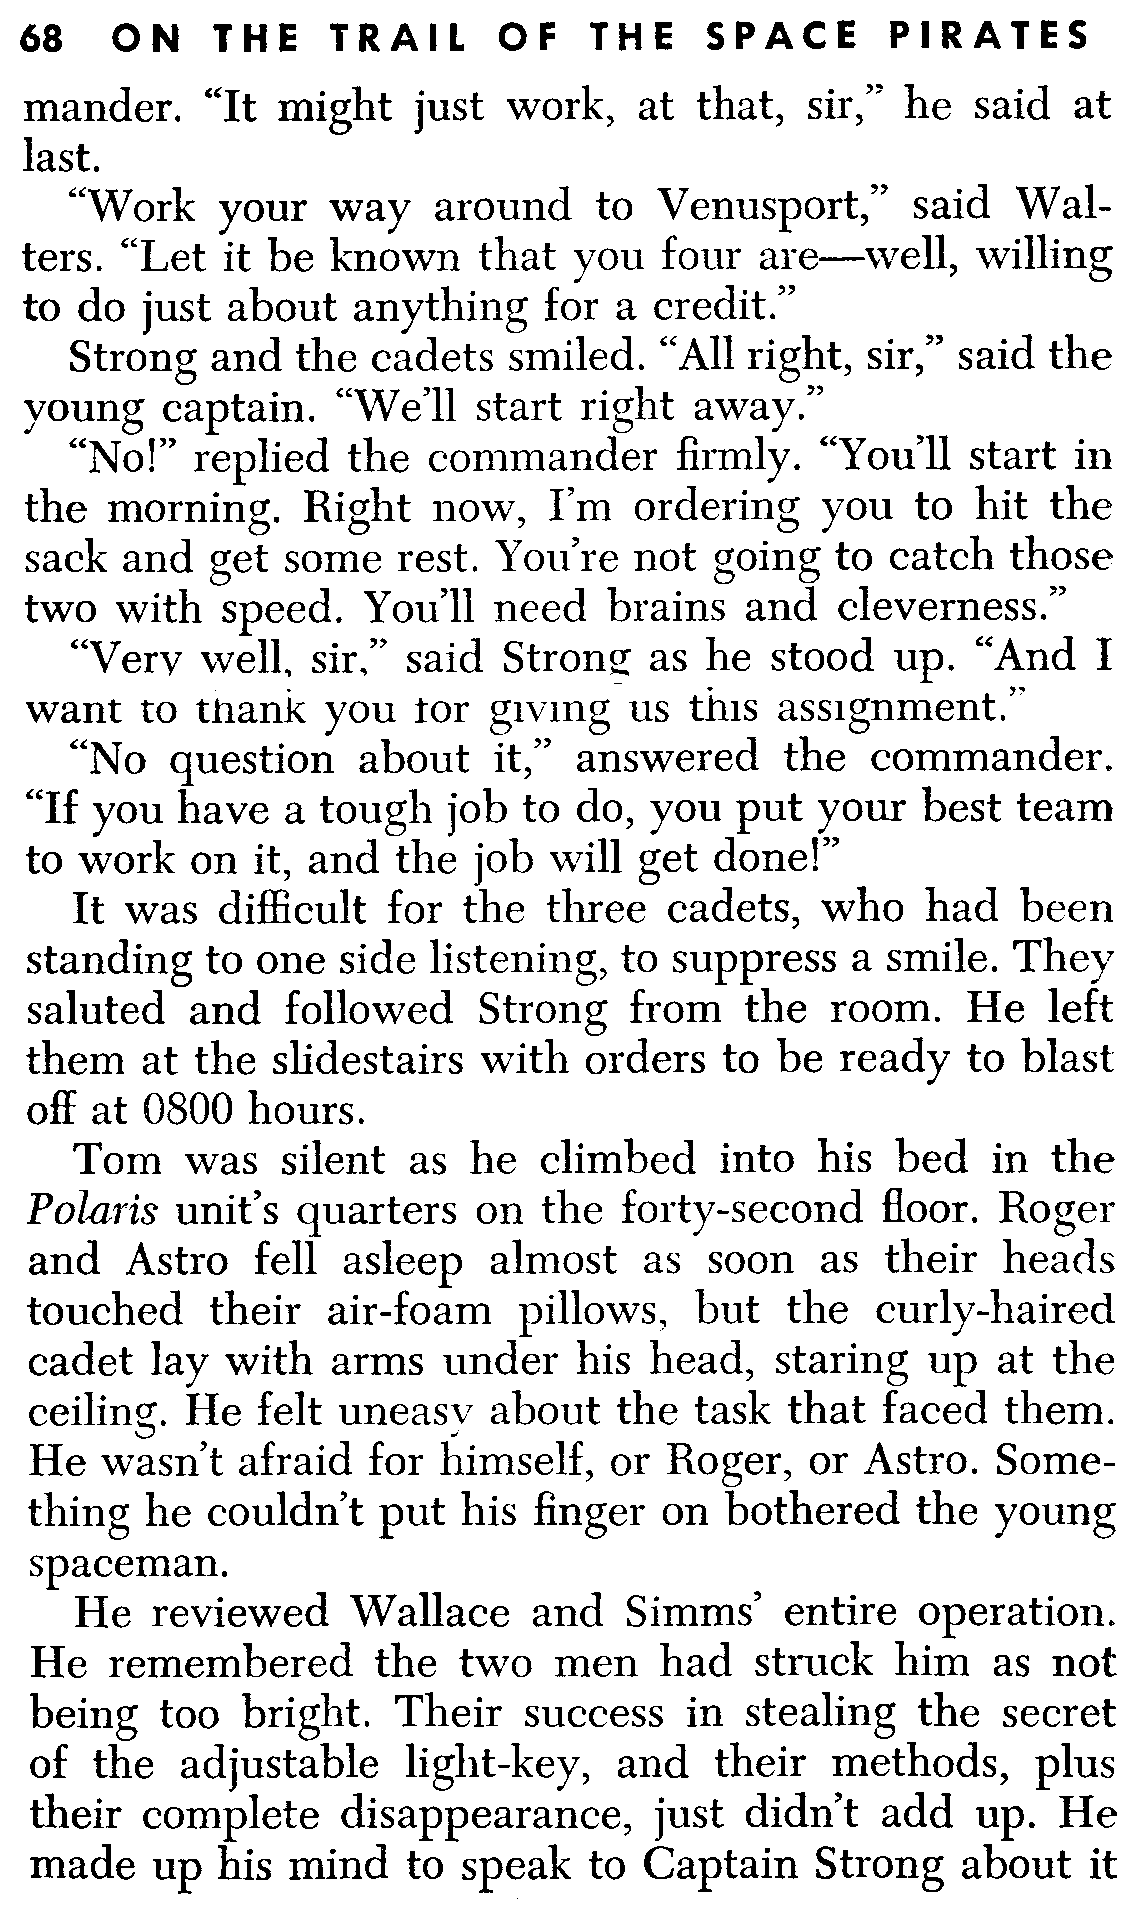 68 ON THE TRAIL OF THE SPACE PIRATES
mander. “It might just work, at that, sir,” he said at
last.
“Work your way around to Venusport,” said Wal-
ters. “Let it be known that you four are—well, willing
to do just about anything for a credit.”
Strong and the cadets smiled. “All right, sir,” said the
young captain. “We’ll start right away.”
“No!” replied the commander firmly. “You’ll start in
the morning. Right now, I’m ordering you to hit the
sack and get some rest. You’re not going to catch those
two with speed. You’ll need brains and cleverness.”
“Very well, sir,” said Strong as he stood up. “And I
want to thank you for giving us this assignment.”
“No question about it,” answered the commander.
“If you have a tough job to do, you put your best team
to work on it, and the job will get done!”
It was difficult for the three cadets, who had been
standing to one side listening, to suppress a smile. They
saluted and followed Strong from the room. He left
them at the slidestairs with orders to be ready to blast
off at 0800 hours.
Tom was silent as he climbed into his bed in the
Polaris unit’s quarters on the forty-second floor. Roger
and Astro fell asleep almost as soon as their heads
touched their air-foam pillows, but the curly-haired
cadet lay with arms under his head, staring up at the
ceiling. He felt uneasy about the task that faced them.
He wasn’t afraid for himself, or Roger, or Astro. Some-
thing he couldn’t put his finger on bothered the young
spaceman.
He reviewed Wallace and Simms’ entire operation.
He remembered the two men had struck him as not
being too bright. Their success in stealing the secret
of the adjustable light-key, and their methods, plus
their complete disappearance, just didn’t add up. He
made up his mind to speak to Captain Strong about it